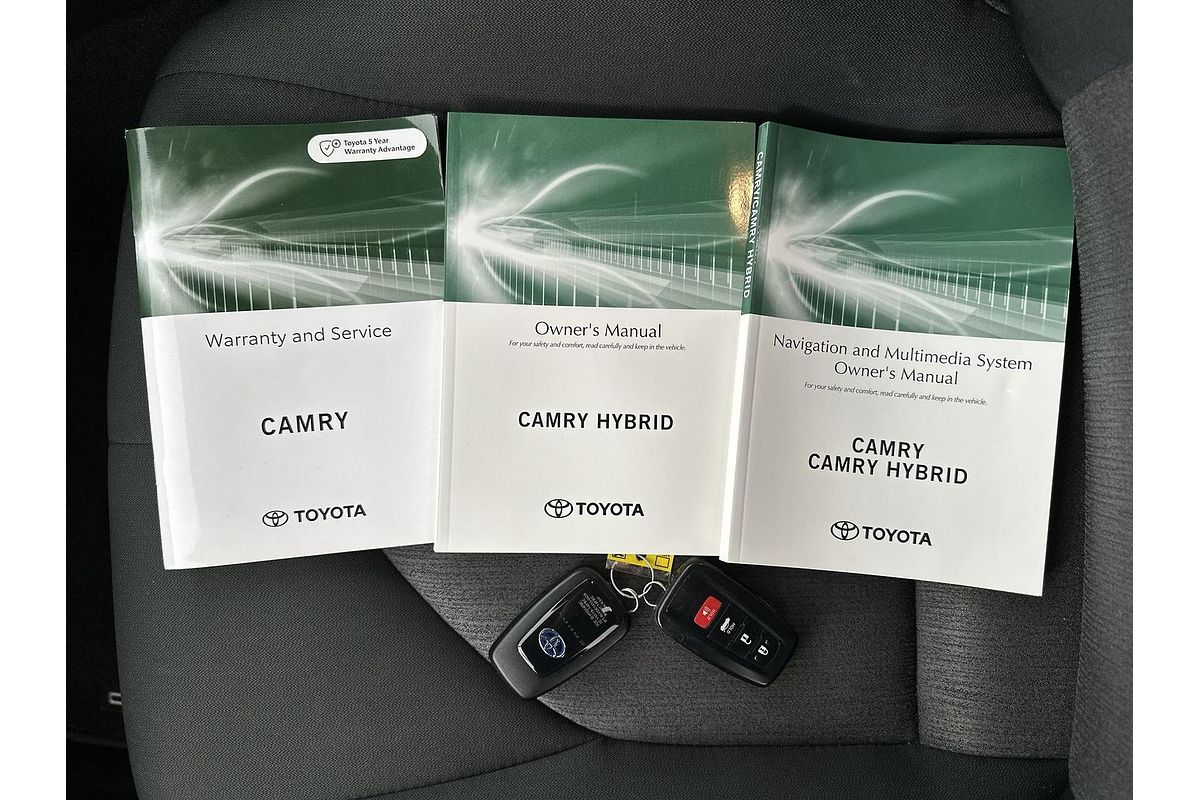 Toyota 5 Year
Warranty Advantage
Warranty and Service
CAMRY
TOYOTA
Owner's Manual
For your safety and comfort, read carefully and keep in the vehicle.
CAMRY HYBRID
TOYOTA
CAMRY/CAMRY HYBRID
Navigation and Multimedia System
Owner's Manual
For your safety and comfort, read carefully and keep in the vehicle.
CAMRY
CAMRY HYBRID
TOYOTA
HOLD
HOLD